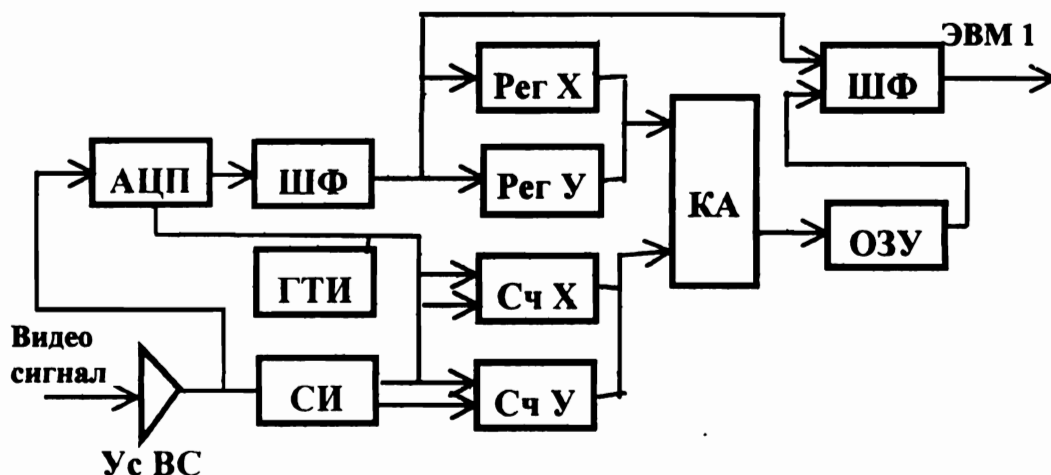 ЭВМ 1
Рег X
ШФ
АЦП
ШФ
Рег У
КА
ОЗУ
ГТИ
Сч X
Видео
сигнал
СИ
Сч У
Ус ВС